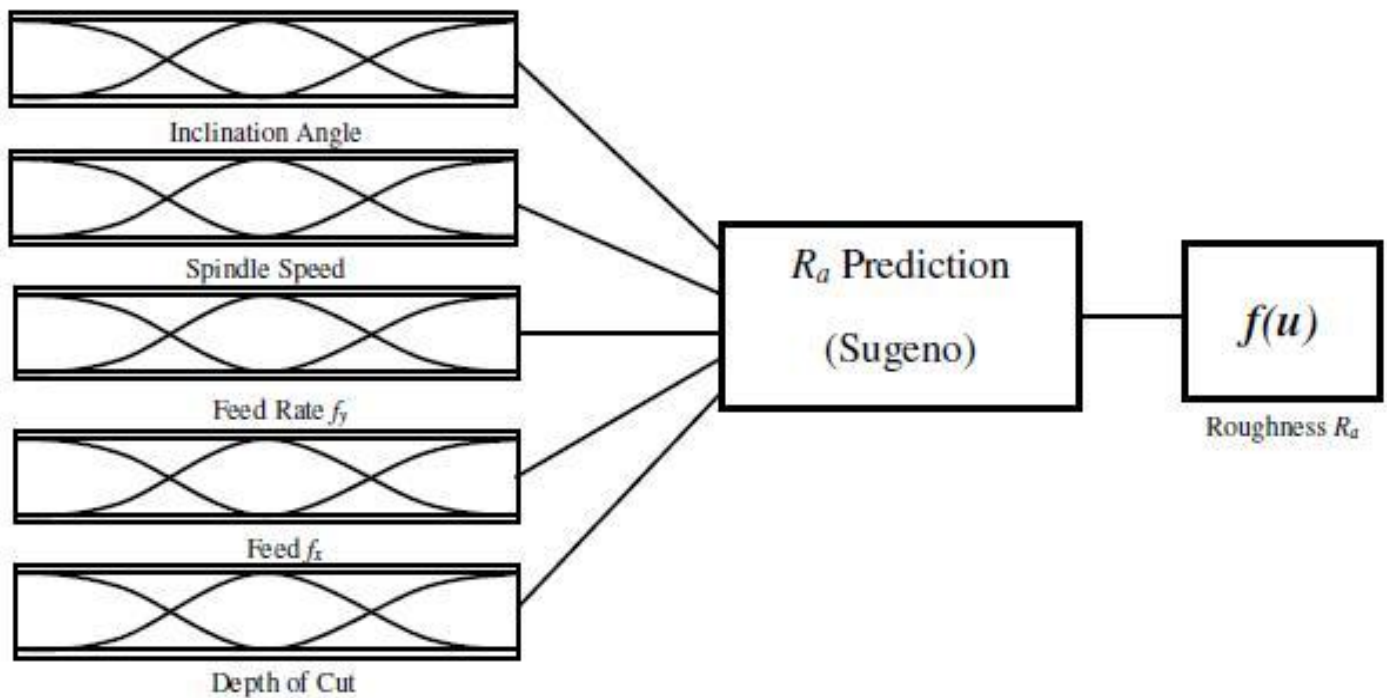 Inclination Angle
Spindle Speed
Feed Rate fy
Feed fx
Depth of Cut
Ra Prediction
(Sugeno)
f(u)
Roughness Ra